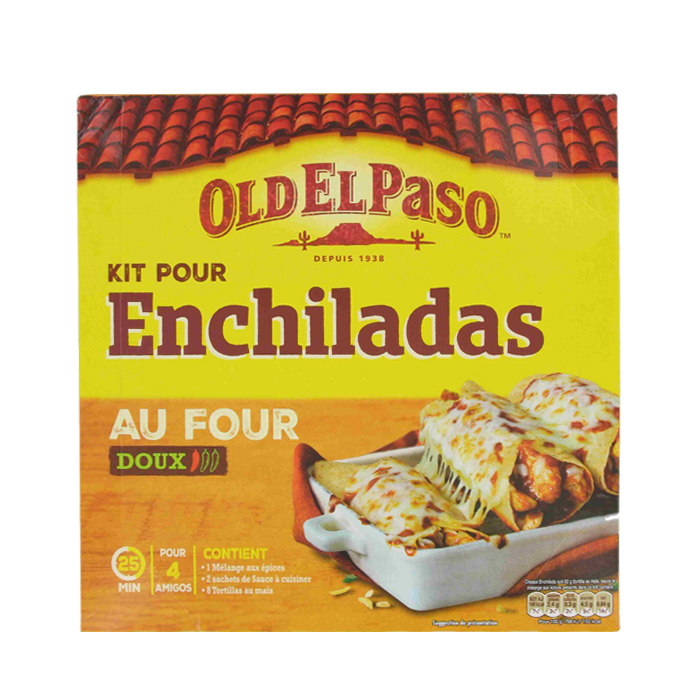 OLD EL PASO™
DEPUIS 1938
KIT POUR
Enchiladas
AU FOUR
DOUX
25
MIN
POUR
4
AMIGOS
CONTIENT
• 1 Mélange aux épices
• 2 sachets de Sauce à cuisiner
• 8 Tortillas au maïs
Suggestion de présentation